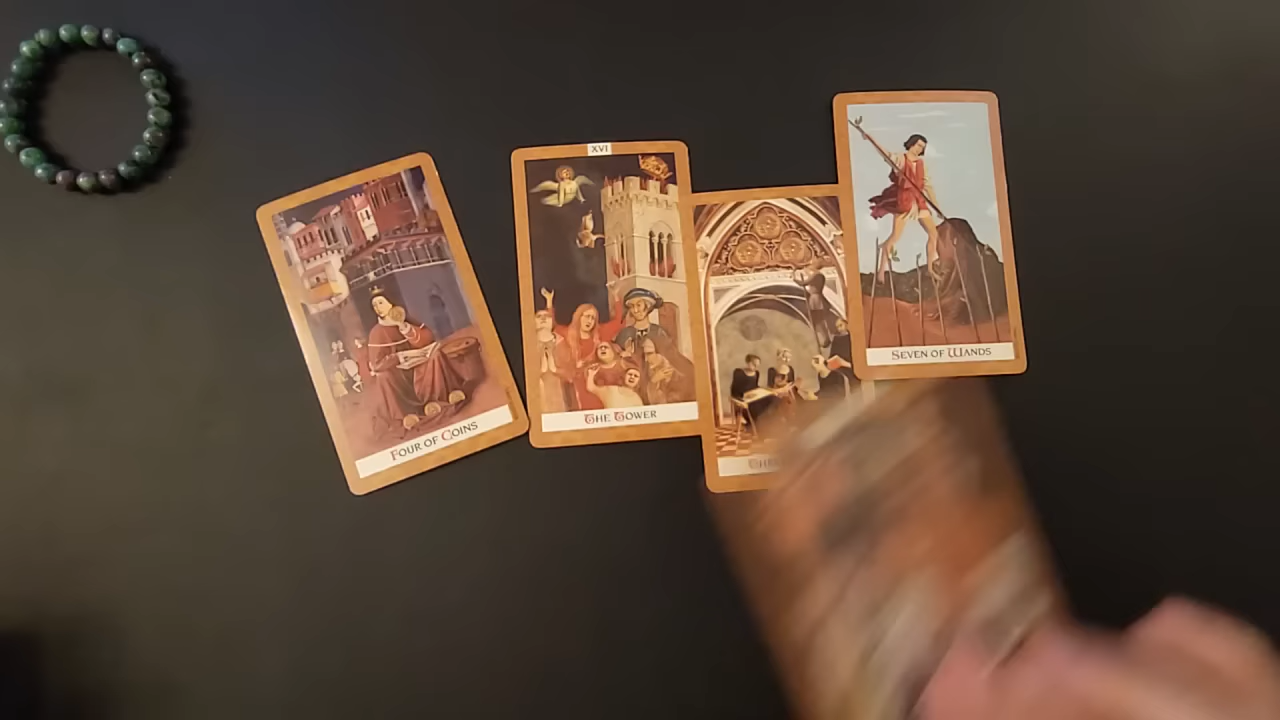 FOUR OF COINS
XVI
THE TOWER
SEVEN OF WANDS